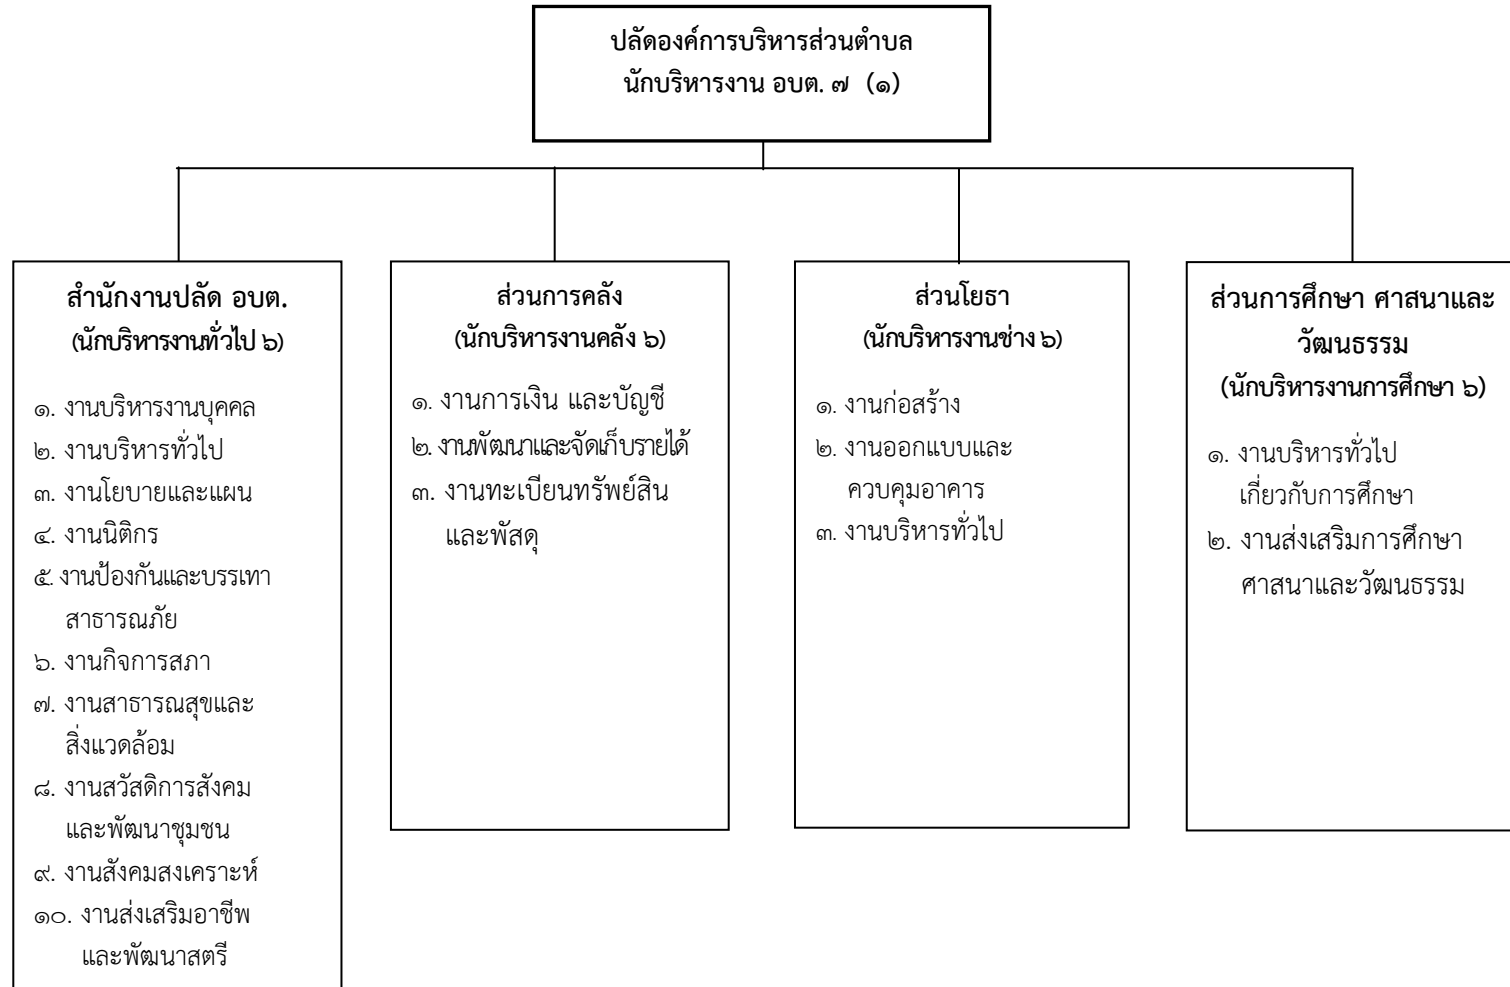 ปลัดองค์การบริหารส่วนตำบล
นักบริหารงาน อบต. ๗ (๑)
สำนักงานปลัด อบต.
(นักบริหารงานทั่วไป ๖)
๑. งานบริหารงานบุคคล
๒. งานบริหารทั่วไป
๓. งานโยบายและแผน
๔. งานนิติกร
๕. งานป้องกันและบรรเทา
สาธารณภัย
๖. งานกิจการสภา
๗. งานสาธารณสุขและ
สิ่งแวดล้อม
๘. งานสวัสดิการสังคม
และพัฒนาชุมชน
๙. งานสังคมสงเคราะห์
๑๐. งานส่งเสริมอาชีพ
และพัฒนาสตรี
ส่วนการคลัง
(นักบริหารงานคลัง ๖)
๑. งานการเงิน และบัญชี
๒. งานพัฒนาและจัดเก็บรายได้
๓. งานทะเบียนทรัพย์สิน
และพัสดุ
ส่วนโยธา
(นักบริหารงานช่าง ๖)
๑. งานก่อสร้าง
๒. งานออกแบบและ
ควบคุมอาคาร
๓. งานบริหารทั่วไป
ส่วนการศึกษา ศาสนาและ
วัฒนธรรม
(นักบริหารงานการศึกษา ๖)
๑. งานบริหารทั่วไป
เกี่ยวกับการศึกษา
๒. งานส่งเสริมการศึกษา
ศาสนาและวัฒนธรรม